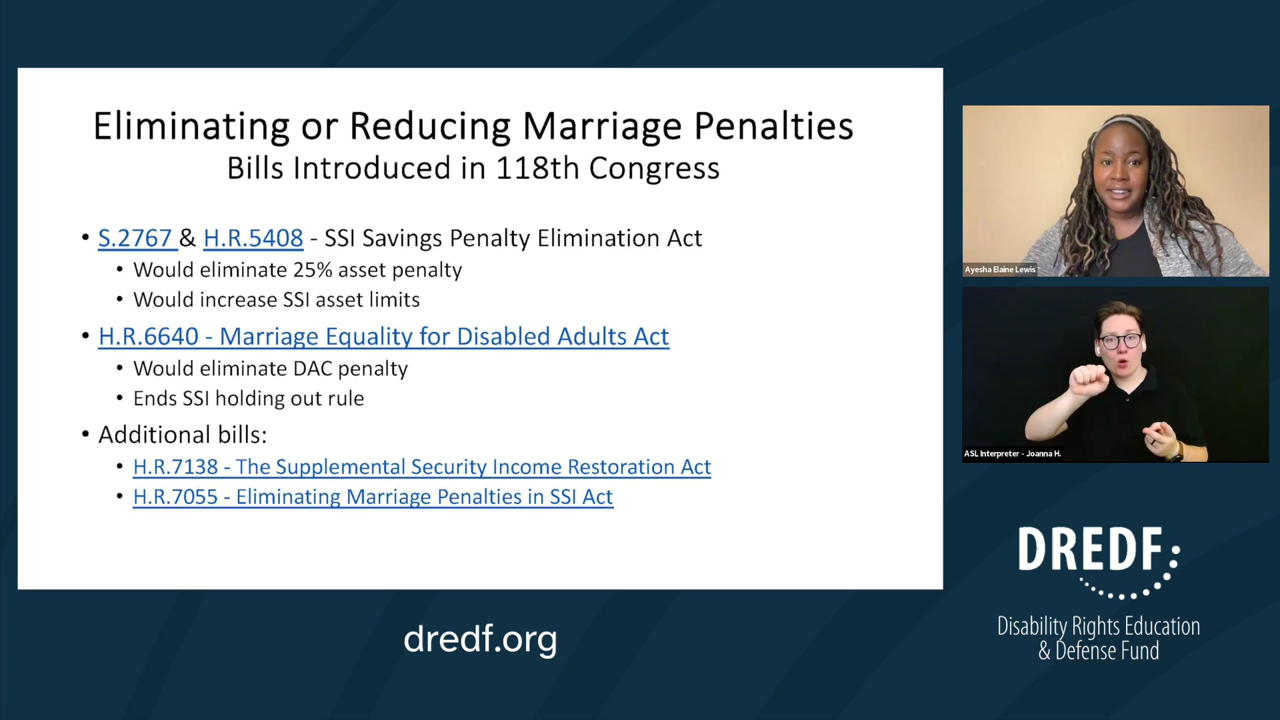 Eliminating or Reducing Marriage Penalties
Bills Introduced in 118th Congress
• S.2767 & H.R.5408 - SSI Savings Penalty Elimination Act
• Would eliminate 25% asset penalty
• Would increase SSI asset limits
• H.R.6640 - Marriage Equality for Disabled Adults Act
• Would eliminate DAC penalty
• Ends SSI holding out rule
• Additional bills:
• H.R.7138 - The Supplemental Security Income Restoration Act
• H.R.7055 - Eliminating Marriage Penalties in SSI Act
Ayesha Elaine Lewis
ASL Interpreter - Joanna H.
dredf.org
DREDF
Disability Rights Education
& Defense Fund